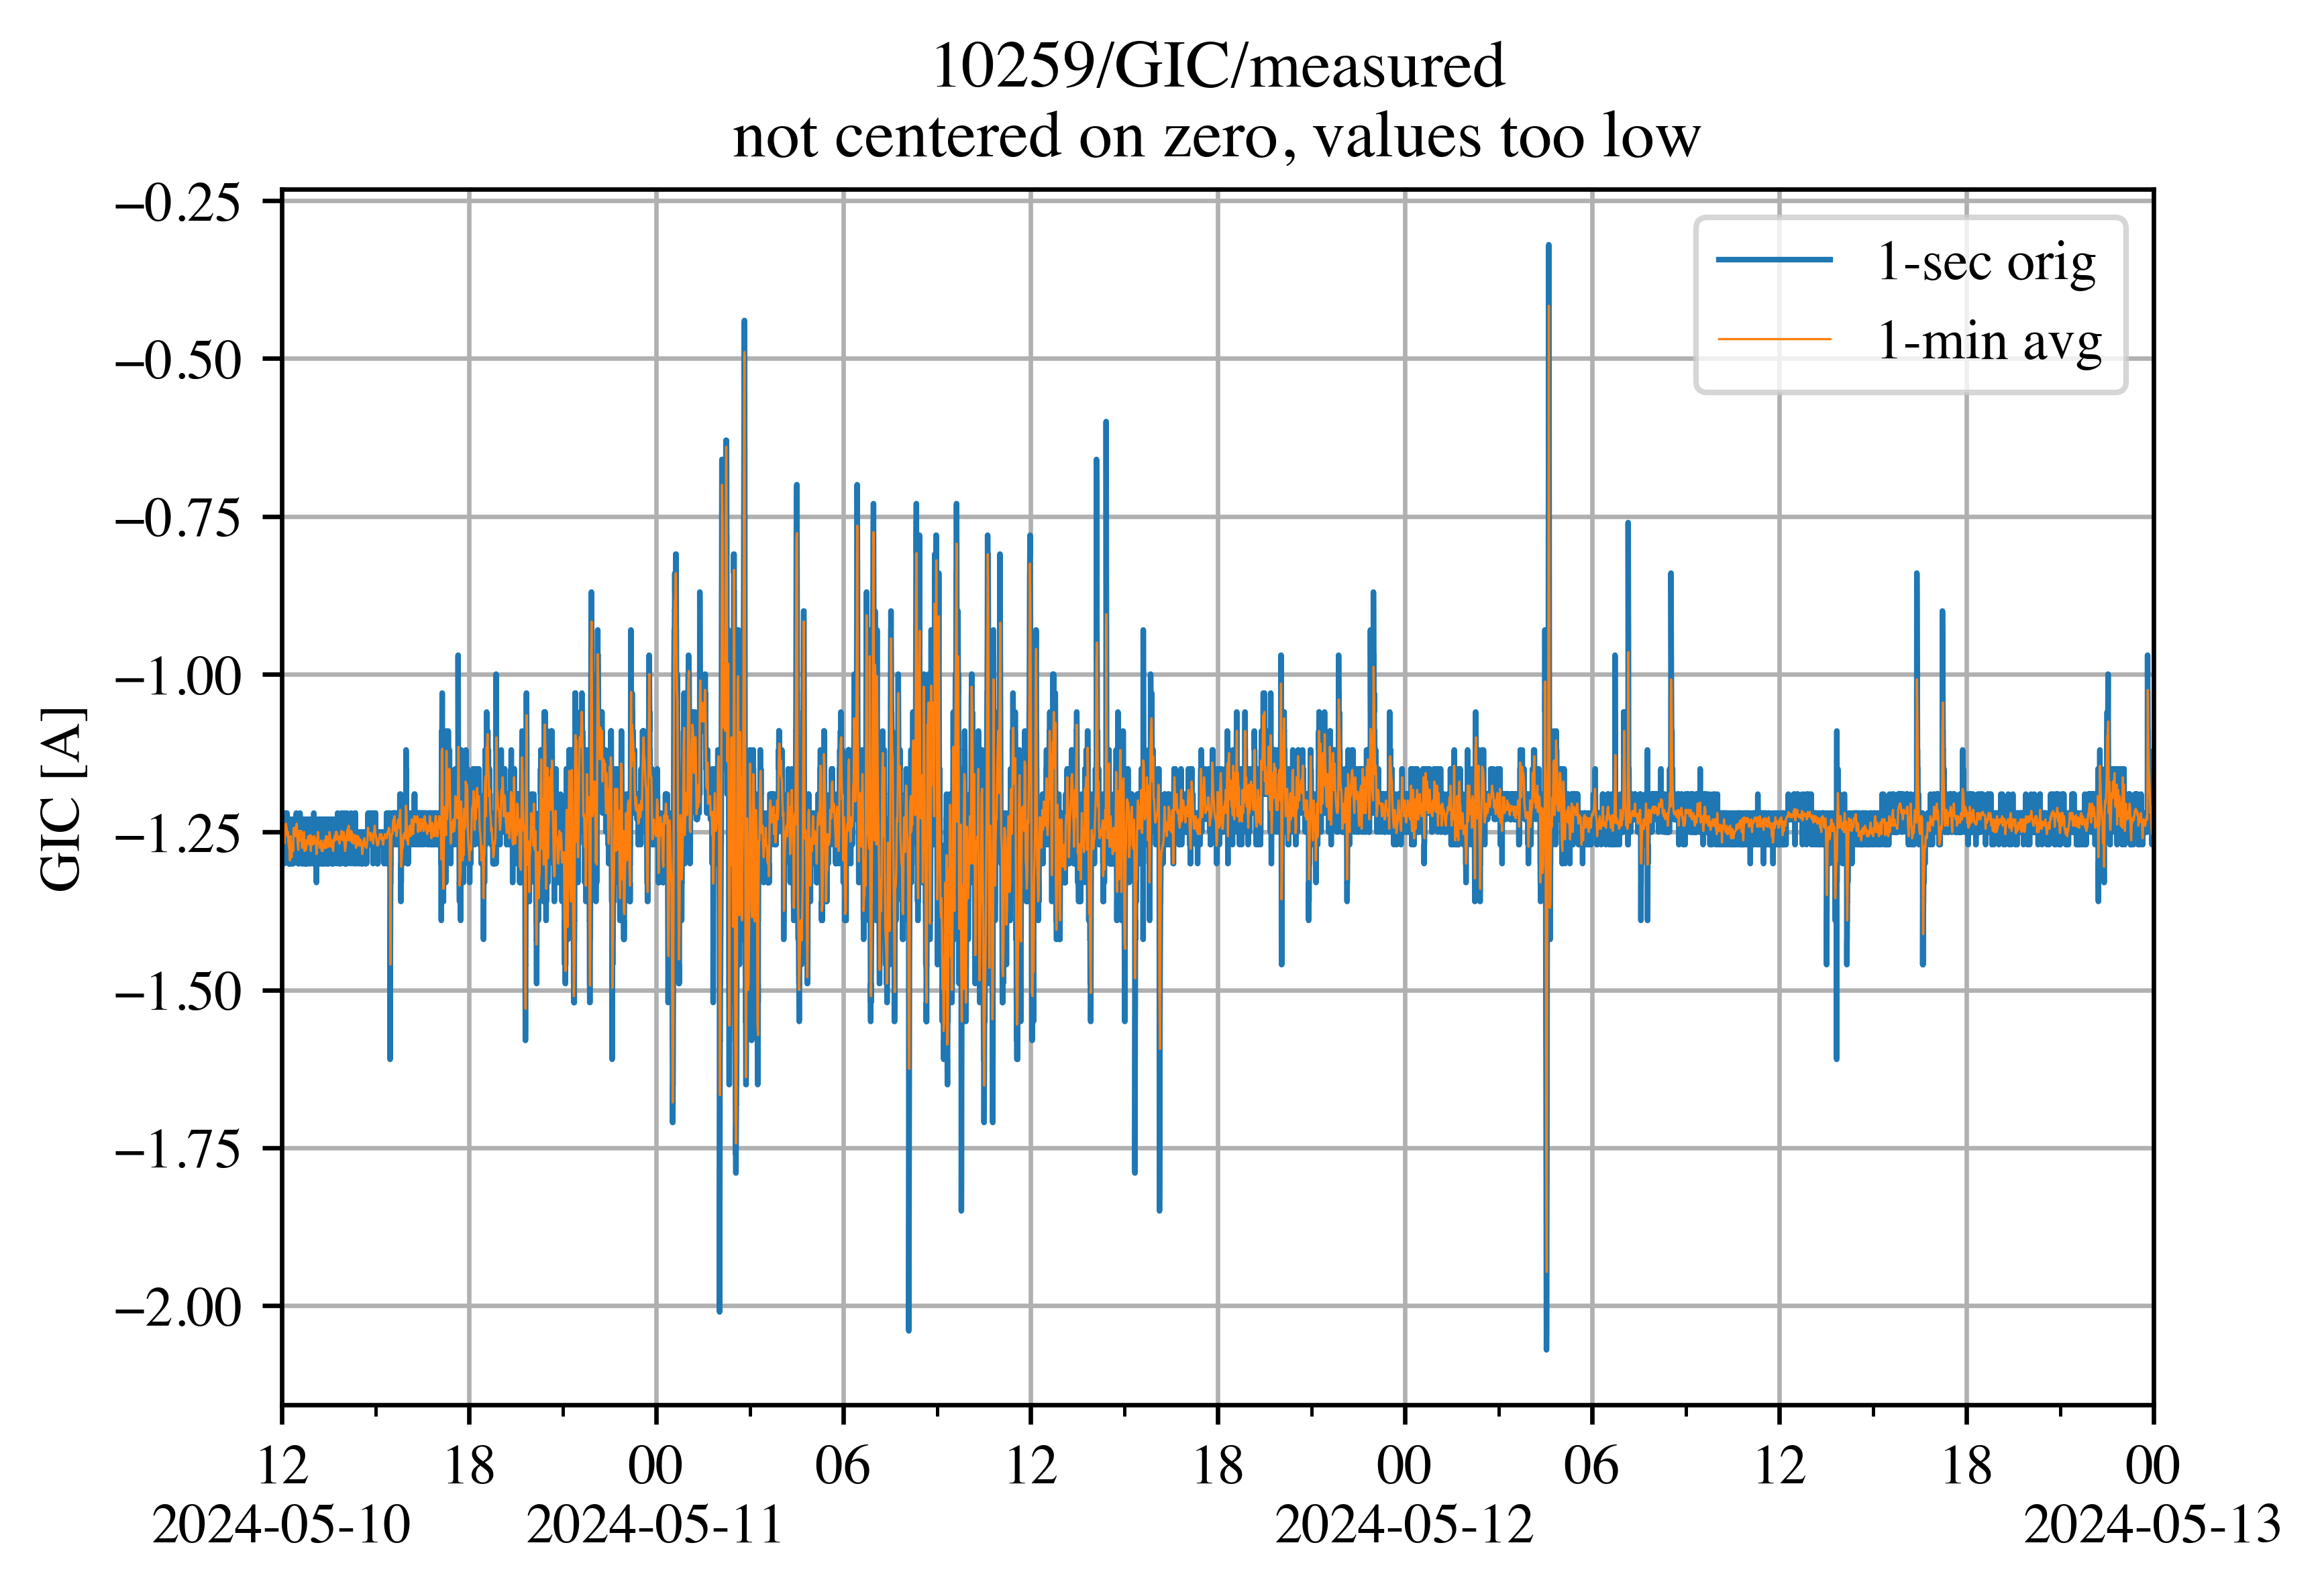 10259/GIC/measured
not centered on zero, values too low
−0.25
−0.50
−0.75
−1.00
−1.25
−1.50
−1.75
−2.00
GIC [A]
1-sec orig
1-min avg
12 18 00 06 12 18 00 06 12 18 00
2024-05-10 2024-05-11 2024-05-12 2024-05-13